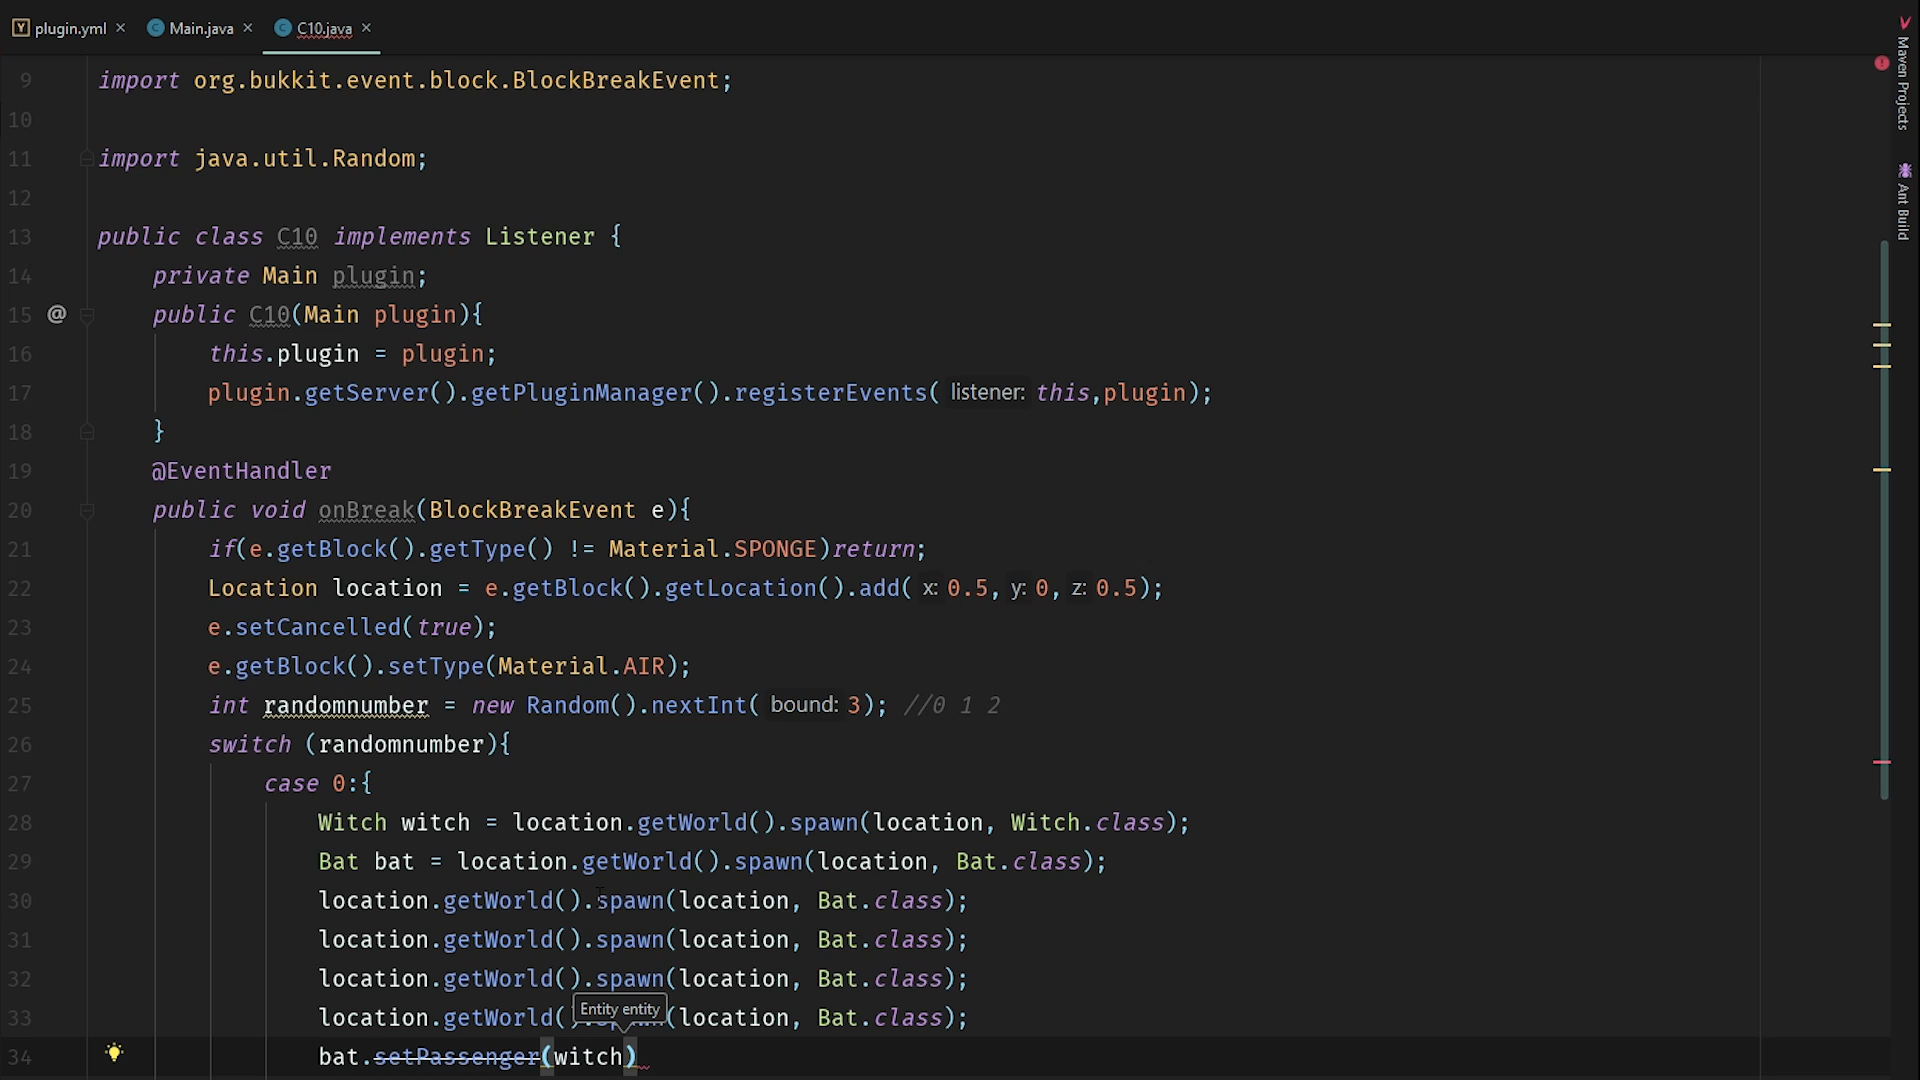 plugin.yml Main.java C10.java
Maven Projects
Ant Build
9 import org.bukkit.event.block.BlockBreakEvent;
10
11 import java.util.Random;
12
13 public class C10 implements Listener {
14 private Main plugin;
15 @ public C10(Main plugin){
16 this.plugin = plugin;
17 plugin.getServer().getPluginManager().registerEvents( listener: this,plugin);
18 }
19 @EventHandler
20 public void onBreak(BlockBreakEvent e){
21 if(e.getBlock().getType() != Material.SPONGE)return;
22 Location location = e.getBlock().getLocation().add( x: 0.5, y: 0, z: 0.5);
23 e.setCancelled(true);
24 e.getBlock().setType(Material.AIR);
25 int randomnumber = new Random().nextInt( bound: 3); //0 1 2
26 switch (randomnumber){
27 case 0:{
28 Witch witch = location.getWorld().spawn(location, Witch.class);
29 Bat bat = location.getWorld().spawn(location, Bat.class);
30 location.getWorld().spawn(location, Bat.class);
31 location.getWorld().spawn(location, Bat.class);
32 location.getWorld().spawn(location, Bat.class);
Entity entity
33 location.getWorld().spawn(location, Bat.class);
34 bat.setPassenger(witch)